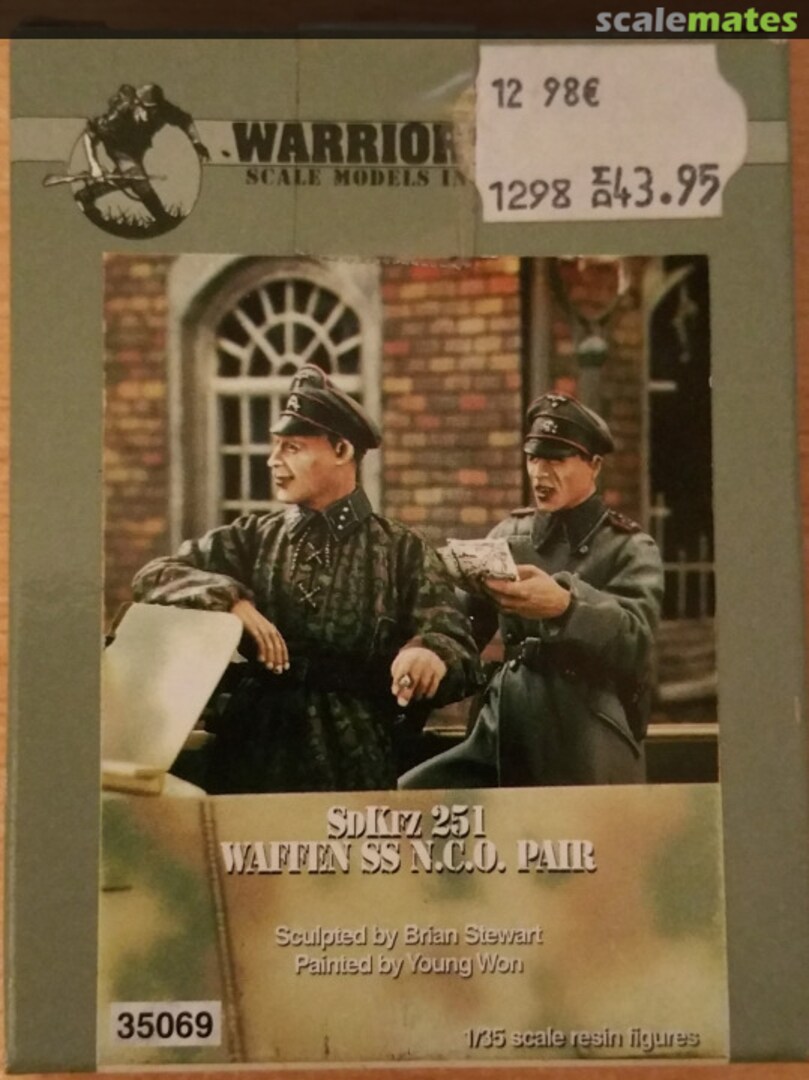 scalemates
12 98€
1298 DM43.95
WARRIOR
SCALE MODELS IN
SDKFZ 251
WAFFEN SS N.C.O. PAIR
Sculpted by Brian Stewart
Painted by Young Won
35069
1/35 scale resin figures